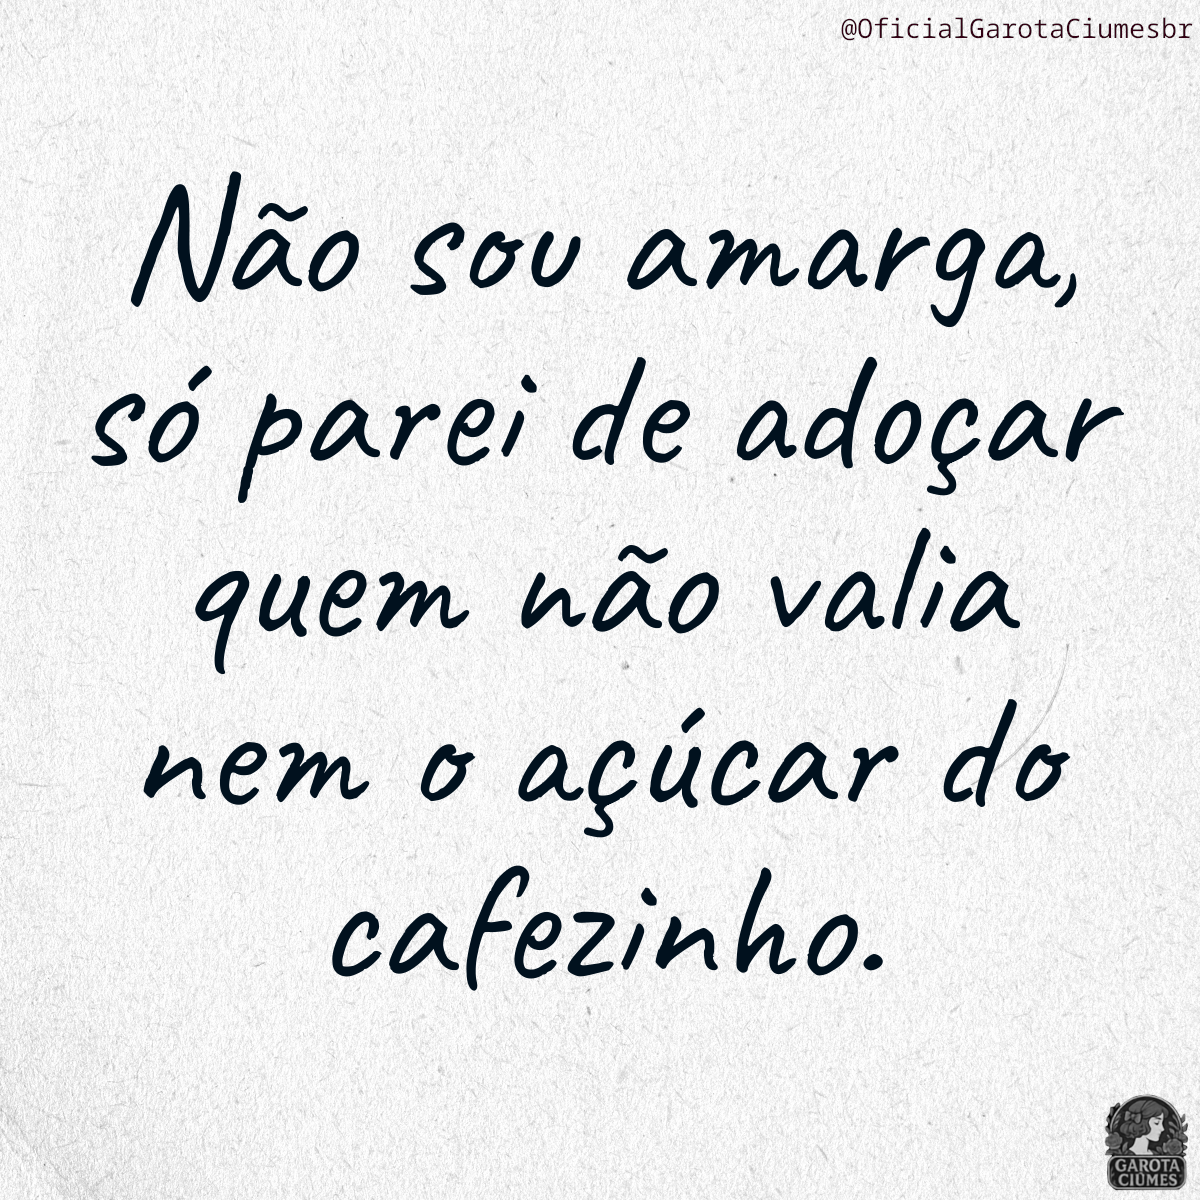 @OficialGarotaCiumesbr
Não sou amarga,
só parei de adoçar
quem não valia
nem o açúcar do
cafezinho.
GAROTA
CIÚMES